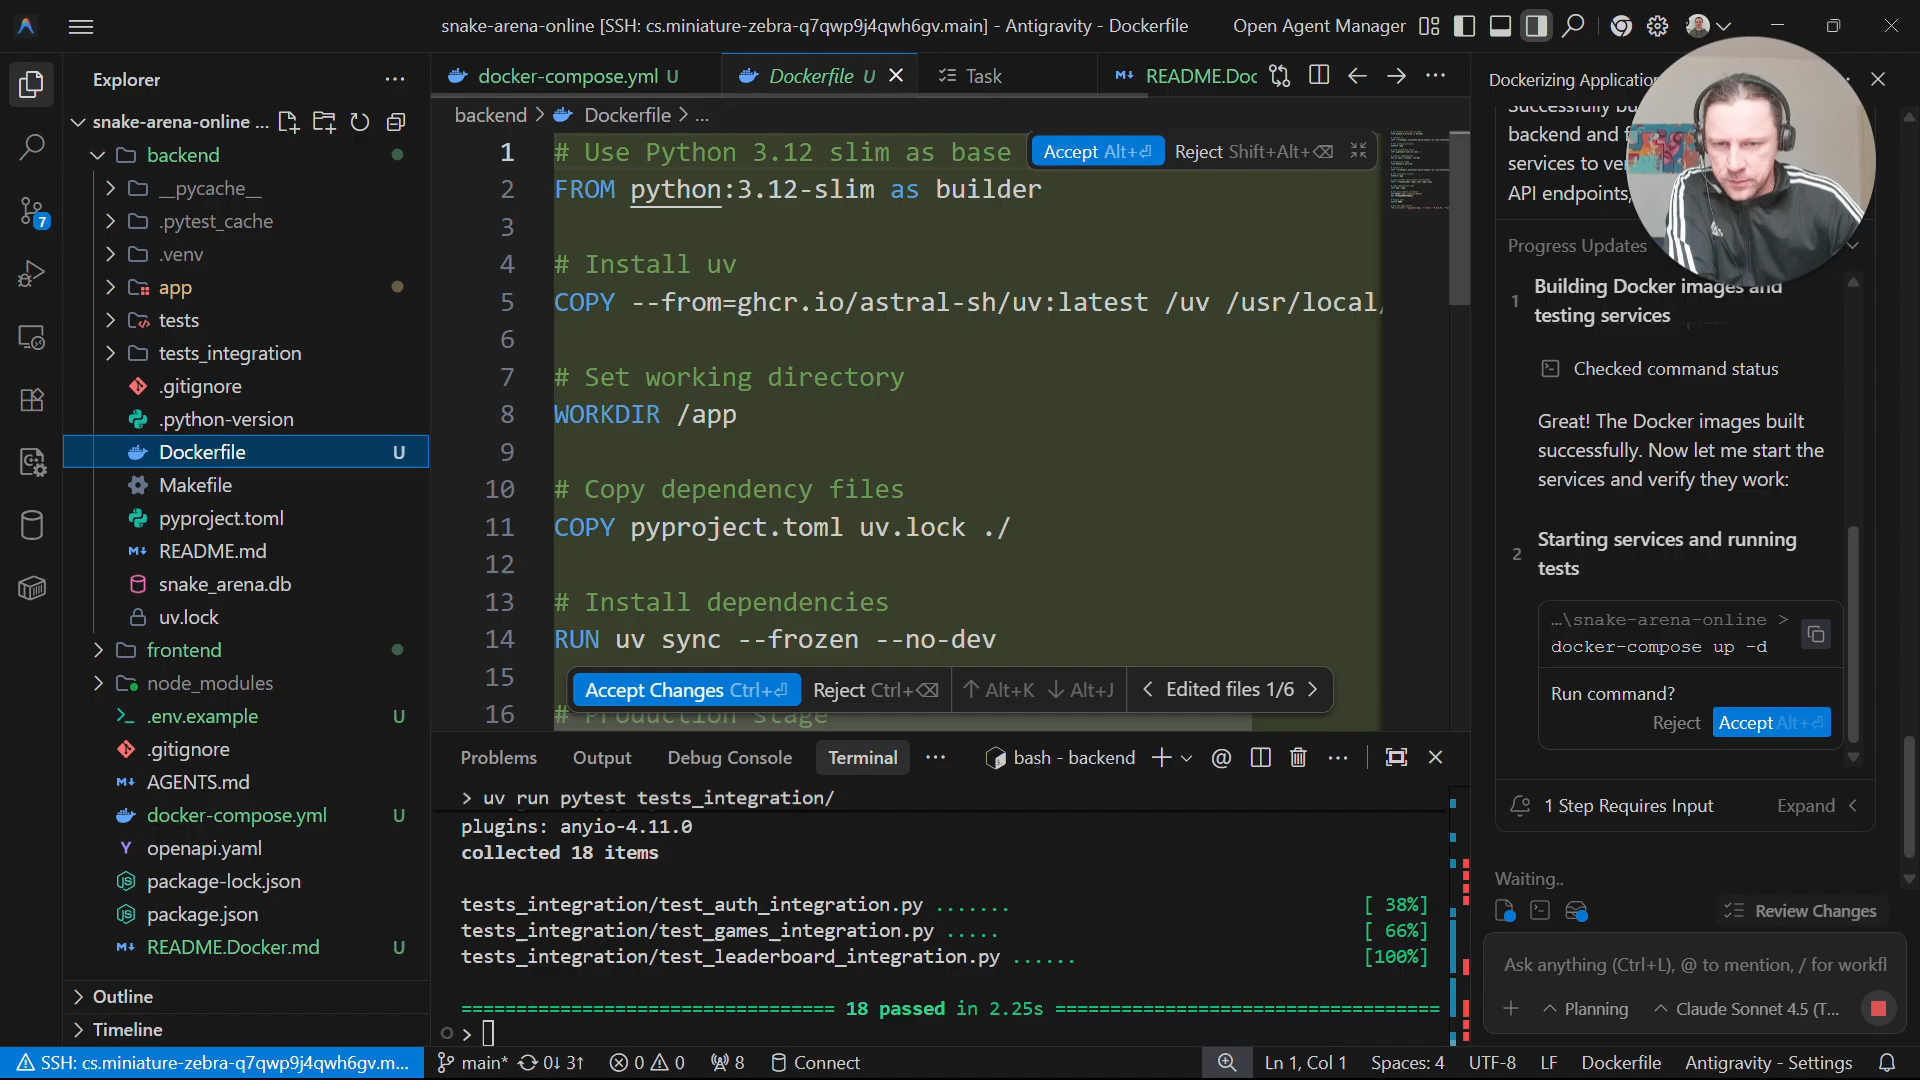 snake-arena-online [SSH: cs.miniature-zebra-q7qwp9j4qwh6gv.main] - Antigravity - Dockerfile
Open Agent Manager
Explorer
snake-arena-online ...
backend
__pycache__
.pytest_cache
.venv
app
tests
tests_integration
.gitignore
.python-version
Dockerfile U
Makefile
pyproject.toml
README.md
snake_arena.db
uv.lock
frontend
node_modules
.env.example U
.gitignore
AGENTS.md
docker-compose.yml U
openapi.yaml
package-lock.json
package.json
README.Docker.md U
Outline
Timeline
7
docker-compose.yml U
Dockerfile U
Task
README.Doc
backend > Dockerfile > ...
1 # Use Python 3.12 slim as base
Accept Alt+⏎ Reject Shift+Alt+⌫
2 FROM python:3.12-slim as builder
3
4 # Install uv
5 COPY --from=ghcr.io/astral-sh/uv:latest /uv /usr/local/
6
7 # Set working directory
8 WORKDIR /app
9
10 # Copy dependency files
11 COPY pyproject.toml uv.lock ./
12
13 # Install dependencies
14 RUN uv sync --frozen --no-dev
15
16 # Production stage
Accept Changes Ctrl+⏎ Reject Ctrl+⌫ ↑ Alt+K ↓ Alt+J < Edited files 1/6 >
Problems Output Debug Console Terminal ... bash - backend
> uv run pytest tests_integration/
plugins: anyio-4.11.0
collected 18 items
tests_integration/test_auth_integration.py ....... [ 38%]
tests_integration/test_games_integration.py ..... [ 66%]
tests_integration/test_leaderboard_integration.py ...... [100%]
================================== 18 passed in 2.25s ===================================
>
Dockerizing Application
Successfully bu
backend and f
services to ver
API endpoints,
Progress Updates
1 Building Docker images and
testing services
Checked command status
Great! The Docker images built
successfully. Now let me start the
services and verify they work:
2 Starting services and running
tests
...\snake-arena-online >
docker-compose up -d
Run command?
Reject Accept Alt+⏎
1 Step Requires Input Expand <
Waiting..
Review Changes
Ask anything (Ctrl+L), @ to mention, / for workfl
+ Planning Claude Sonnet 4.5 (T...
SSH: cs.miniature-zebra-q7qwp9j4qwh6gv.m... main* 0↓ 3↑ 0 0 8 Connect Ln 1, Col 1 Spaces: 4 UTF-8 LF Dockerfile Antigravity - Settings